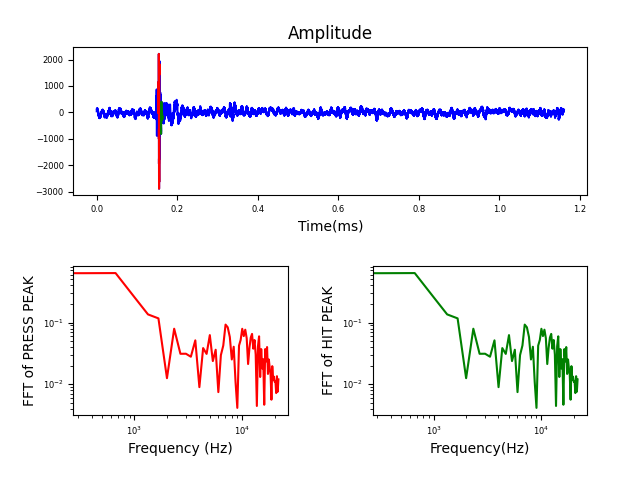 Amplitude
2000
1000
0
−1000
−2000
−3000
0.0 0.2 0.4 0.6 0.8 1.0 1.2
Time(ms)
FFT of PRESS PEAK
10⁻¹
10⁻²
10³ 10⁴
Frequency (Hz)
FFT of HIT PEAK
10⁻¹
10⁻²
10³ 10⁴
Frequency(Hz)